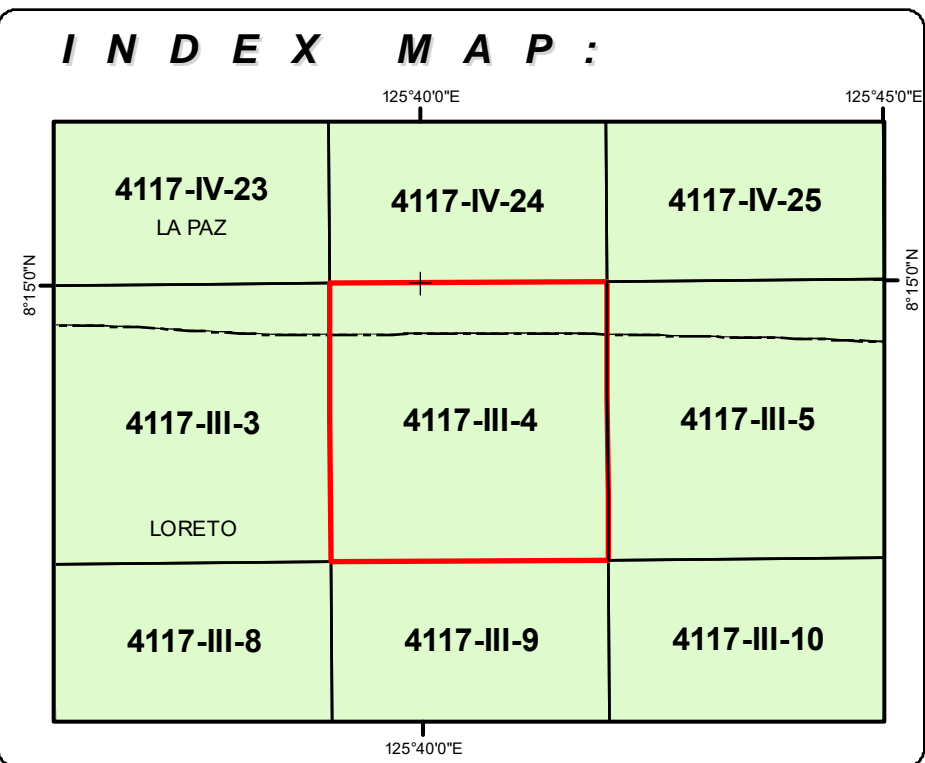 INDEX MAP:
125°40'0"E
125°45'0"E
4117-IV-23
LA PAZ
4117-IV-24
4117-IV-25
8°15'0"N
8°15'0"N
4117-III-3
4117-III-4
4117-III-5
LORETO
4117-III-8
4117-III-9
4117-III-10
125°40'0"E